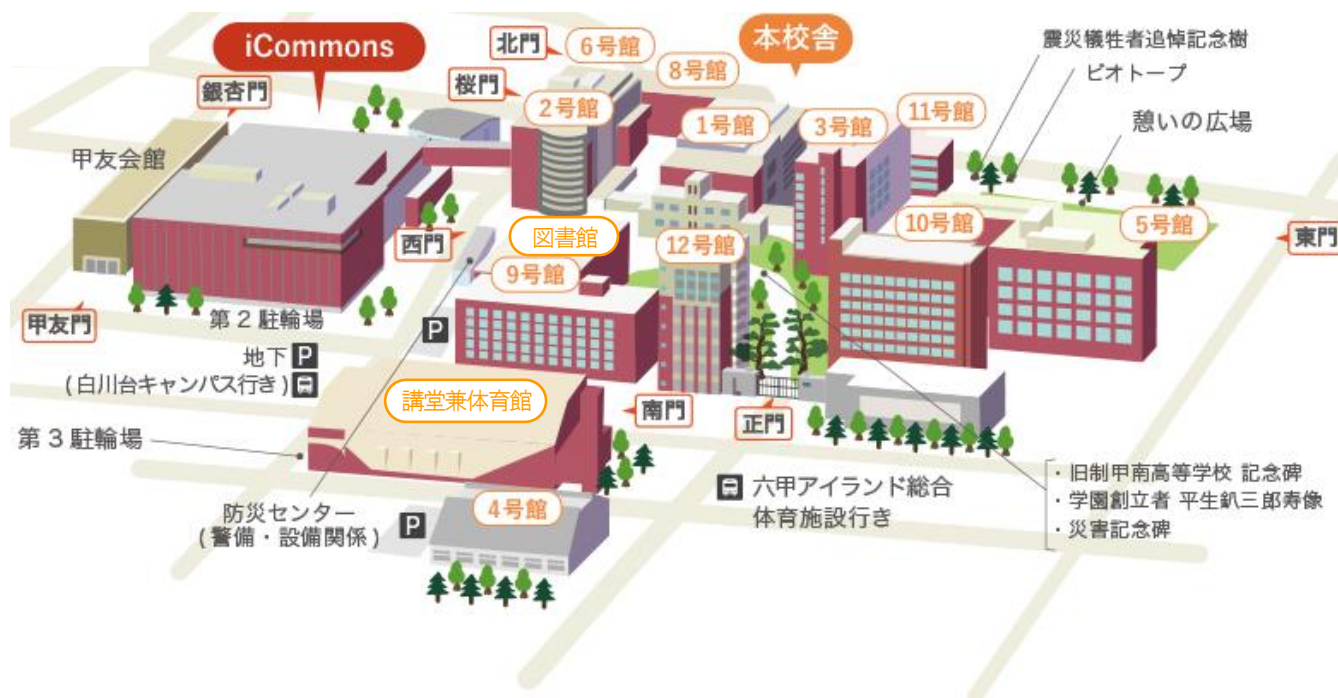 iCommons
北門
6号館
本校舎
震災犠牲者追悼記念樹
8号館
ビオトープ
銀杏門
桜門
2号館
1号館
3号館
11号館
憩いの広場
甲友会館
西門
図書館
12号館
10号館
5号館
東門
9号館
甲友門
第2駐輪場
P
地下 P
(白川台キャンパス行き)
講堂兼体育館
南門
正門
第3駐輪場
・旧制甲南高等学校 記念碑
・学園創立者 平生釟三郎寿像
・災害記念碑
六甲アイランド総合
体育施設行き
防災センター
(警備・設備関係)
P
4号館